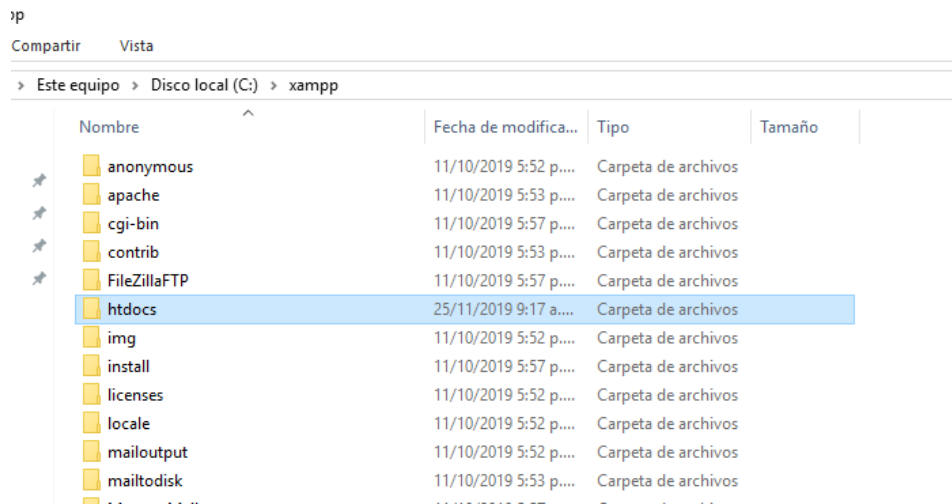 pp
Compartir Vista
> Este equipo > Disco local (C:) > xampp
Nombre Fecha de modifica... Tipo Tamaño
anonymous 11/10/2019 5:52 p.... Carpeta de archivos
apache 11/10/2019 5:53 p.... Carpeta de archivos
cgi-bin 11/10/2019 5:57 p.... Carpeta de archivos
contrib 11/10/2019 5:53 p.... Carpeta de archivos
FileZillaFTP 11/10/2019 5:57 p.... Carpeta de archivos
htdocs 25/11/2019 9:17 a.... Carpeta de archivos
img 11/10/2019 5:52 p.... Carpeta de archivos
install 11/10/2019 5:57 p.... Carpeta de archivos
licenses 11/10/2019 5:52 p.... Carpeta de archivos
locale 11/10/2019 5:52 p.... Carpeta de archivos
mailoutput 11/10/2019 5:52 p.... Carpeta de archivos
mailtodisk 11/10/2019 5:53 p.... Carpeta de archivos